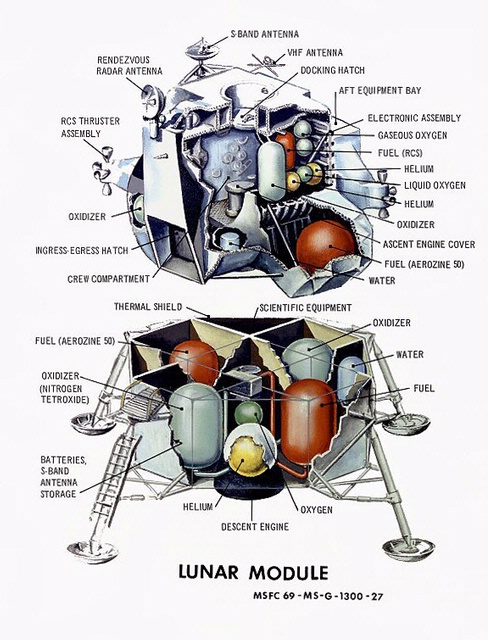 S-BAND ANTENNA
VHF ANTENNA
RENDEZVOUS
RADAR ANTENNA
DOCKING HATCH
AFT EQUIPMENT BAY
RCS THRUSTER
ASSEMBLY
ELECTRONIC ASSEMBLY
GASEOUS OXYGEN
FUEL (RCS)
HELIUM
LIQUID OXYGEN
HELIUM
OXIDIZER
OXIDIZER
ASCENT ENGINE COVER
INGRESS-EGRESS HATCH
FUEL (AEROZINE 50)
CREW COMPARTMENT
WATER
THERMAL SHIELD
SCIENTIFIC EQUIPMENT
OXIDIZER
FUEL (AEROZINE 50)
WATER
OXIDIZER
(NITROGEN
TETROXIDE)
FUEL
BATTERIES,
S-BAND
ANTENNA
STORAGE
HELIUM
OXYGEN
DESCENT ENGINE
LUNAR MODULE
MSFC 69-MS-G-1300-27